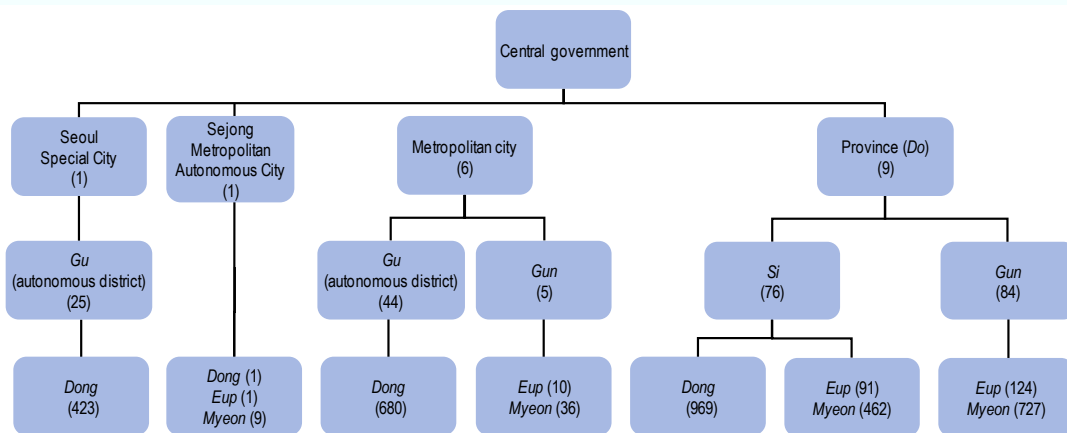 Central government
Seoul
Special City
(1)
Sejong
Metropolitan
Autonomous City
(1)
Metropolitan city
(6)
Province (Do)
(9)
Gu
(autonomous district)
(25)
Gu
(autonomous district)
(44)
Gun
(5)
Si
(76)
Gun
(84)
Dong
(423)
Dong (1)
Eup (1)
Myeon (9)
Dong
(680)
Eup (10)
Myeon (36)
Dong
(969)
Eup (91)
Myeon (462)
Eup (124)
Myeon (727)